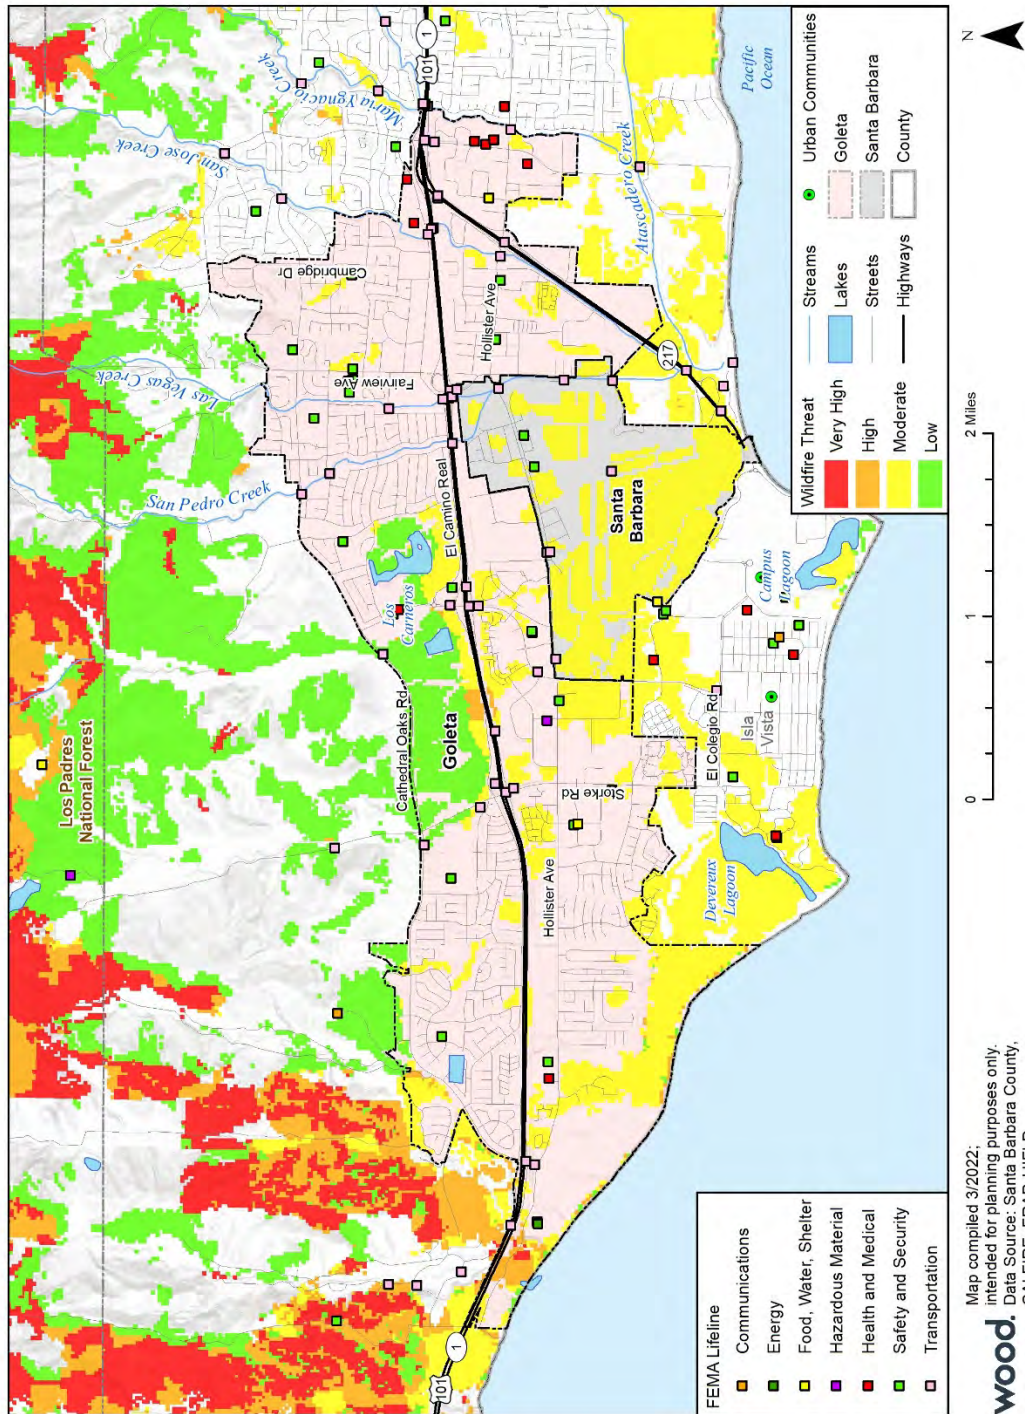 Los Padres
National Forest
San Pedro Creek
Las Vegas Creek
San Jose Creek
Maria Ygnacio Creek
Cathedral Oaks Rd
Goleta
Los
Carneros
El Camino Real
Fairview Ave
Cambridge Dr
Hollister Ave
Hollister Ave
Storke Rd
Santa
Barbara
El Colegio Rd
Isla
Vista
Campus
Lagoon
Devereux
Lagoon
Atascadero Creek
Pacific
Ocean
101
1
101
1
217
FEMA Lifeline
Communications
Energy
Food, Water, Shelter
Hazardous Material
Health and Medical
Safety and Security
Transportation
Wildfire Threat
Very High
High
Moderate
Low
Streams
Lakes
Streets
Highways
Urban Communities
Goleta
Santa Barbara
County
wood.
Map compiled 3/2022;
intended for planning purposes only.
Data Source: Santa Barbara County,
0
1
2 Miles
N